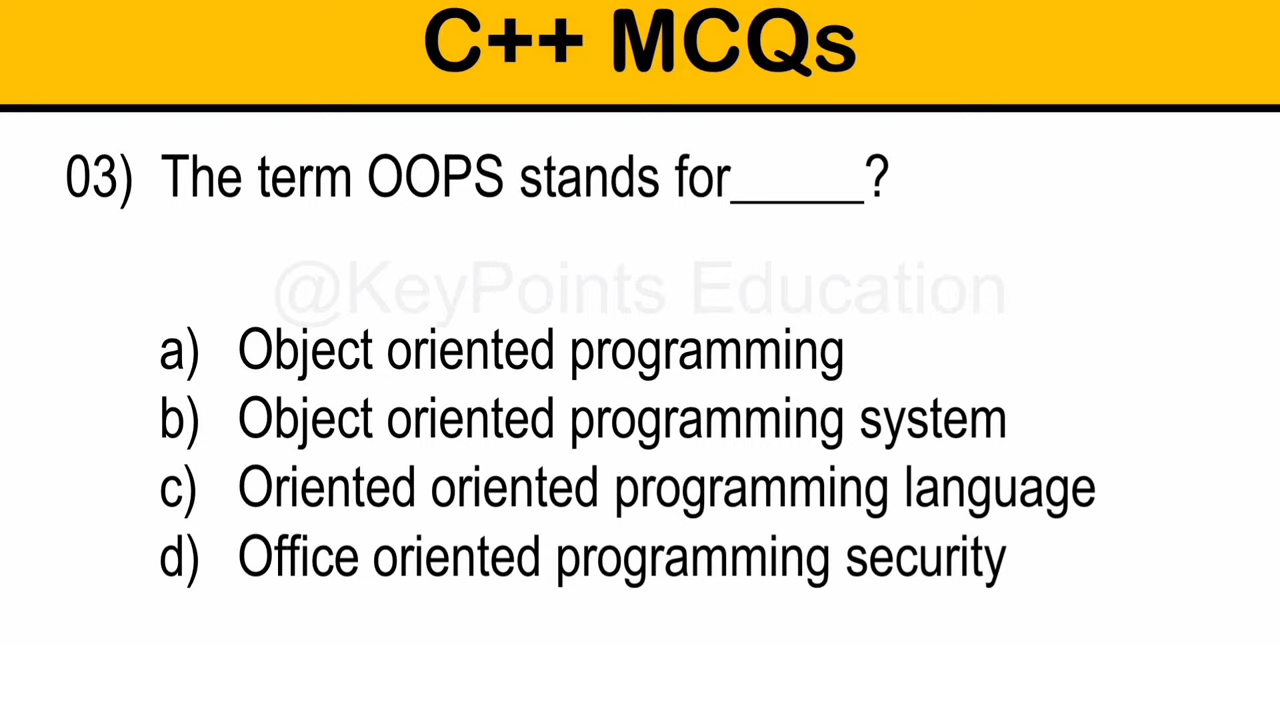 C++ MCQs
03) The term OOPS stands for_____?
@KeyPoints Education
a) Object oriented programming
b) Object oriented programming system
c) Oriented oriented programming language
d) Office oriented programming security